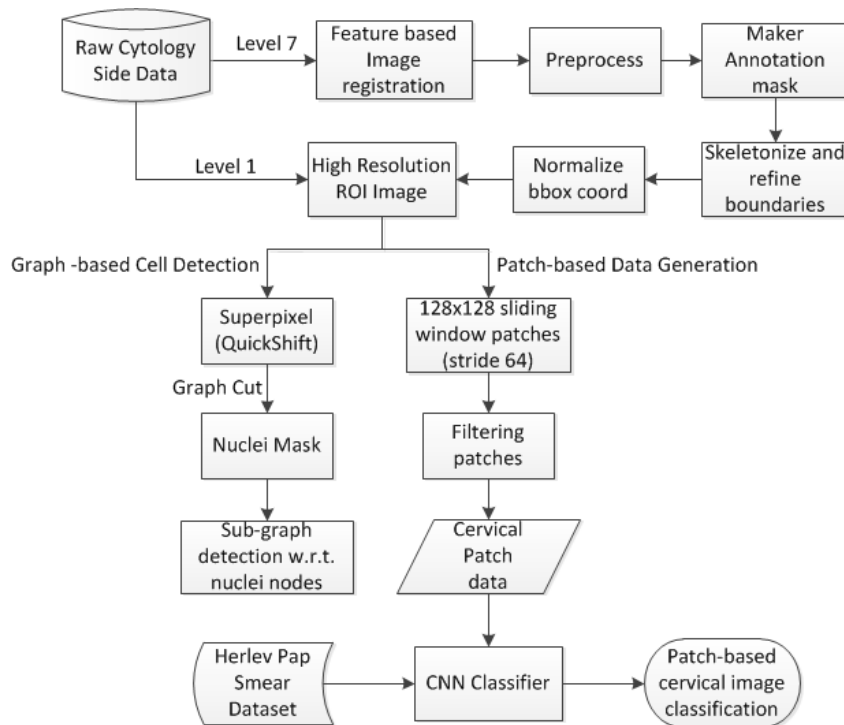 Raw Cytology
Side Data
Level 7
Feature based
Image
registration
Preprocess
Maker
Annotation
mask
Level 1
High Resolution
ROI Image
Normalize
bbox coord
Skeletonize and
refine
boundaries
Graph -based Cell Detection
Patch-based Data Generation
Superpixel
(QuickShift)
128x128 sliding
window patches
(stride 64)
Graph Cut
Nuclei Mask
Filtering
patches
Sub-graph
detection w.r.t.
nuclei nodes
Cervical
Patch
data
Herlev Pap
Smear
Dataset
CNN Classifier
Patch-based
cervical image
classification